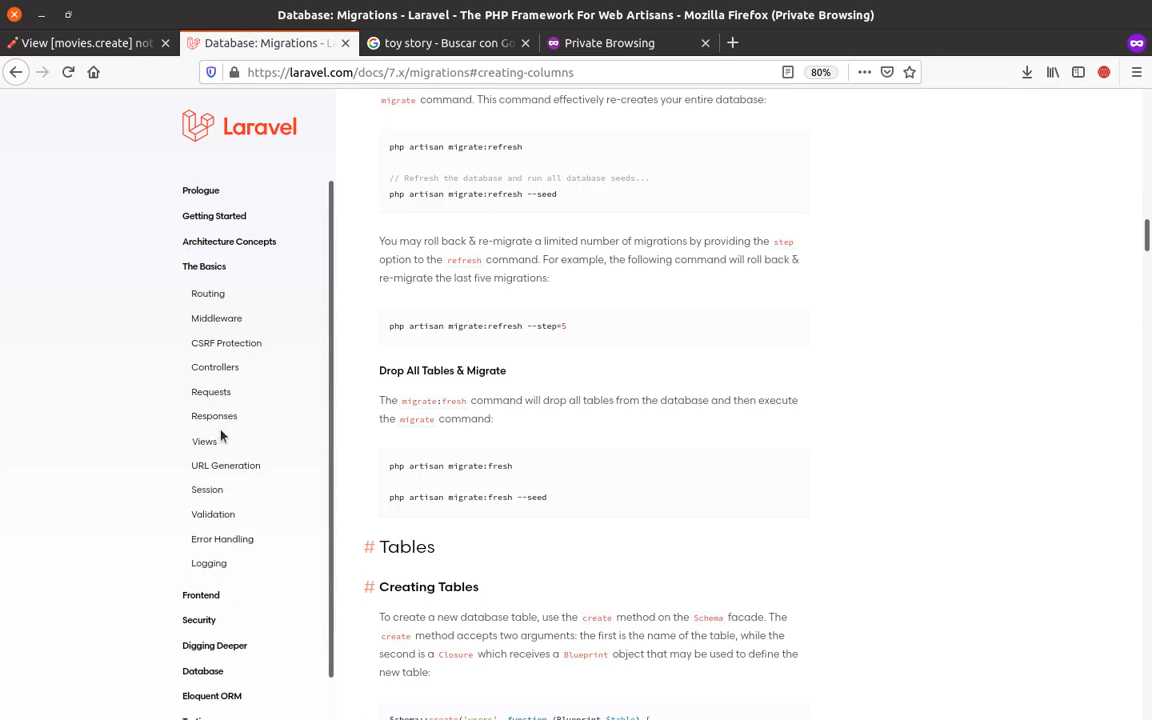 Database: Migrations - Laravel - The PHP Framework For Web Artisans - Mozilla Firefox (Private Browsing)
View [movies.create] not
Database: Migrations - L
toy story - Buscar con Go
Private Browsing
https://laravel.com/docs/7.x/migrations#creating-columns
80%
Laravel
Prologue
Getting Started
Architecture Concepts
The Basics
Routing
Middleware
CSRF Protection
Controllers
Requests
Responses
Views
URL Generation
Session
Validation
Error Handling
Logging
Frontend
Security
Digging Deeper
Database
Eloquent ORM
migrate command. This command effectively re-creates your entire database:
php artisan migrate:refresh
// Refresh the database and run all database seeds...
php artisan migrate:refresh --seed
You may roll back & re-migrate a limited number of migrations by providing the step
option to the refresh command. For example, the following command will roll back &
re-migrate the last five migrations:
php artisan migrate:refresh --step=5
Drop All Tables & Migrate
The migrate:fresh command will drop all tables from the database and then execute
the migrate command:
php artisan migrate:fresh
php artisan migrate:fresh --seed
# Tables
# Creating Tables
To create a new database table, use the create method on the Schema facade. The
create method accepts two arguments: the first is the name of the table, while the
second is a Closure which receives a Blueprint object that may be used to define the
new table:
Schema::create('users', function (Blueprint $table) {